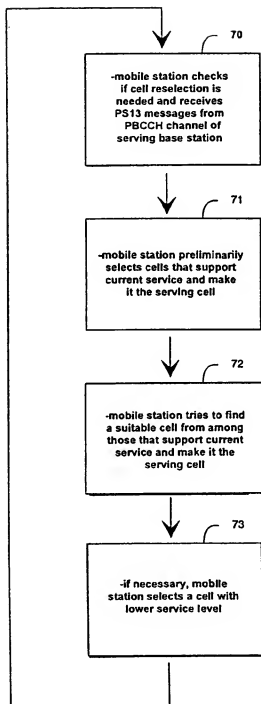 70
-mobile station checks
if cell reselection is
needed and receives
PS13 messages from
PBCCH channel of
serving base station
71
-mobile station preliminarily
selects cells that support
current service and make
it the serving cell
72
-mobile station tries to find
a suitable cell from among
those that support current
service and make it the
serving cell
73
-if necessary, mobile
station selects a cell with
lower service level